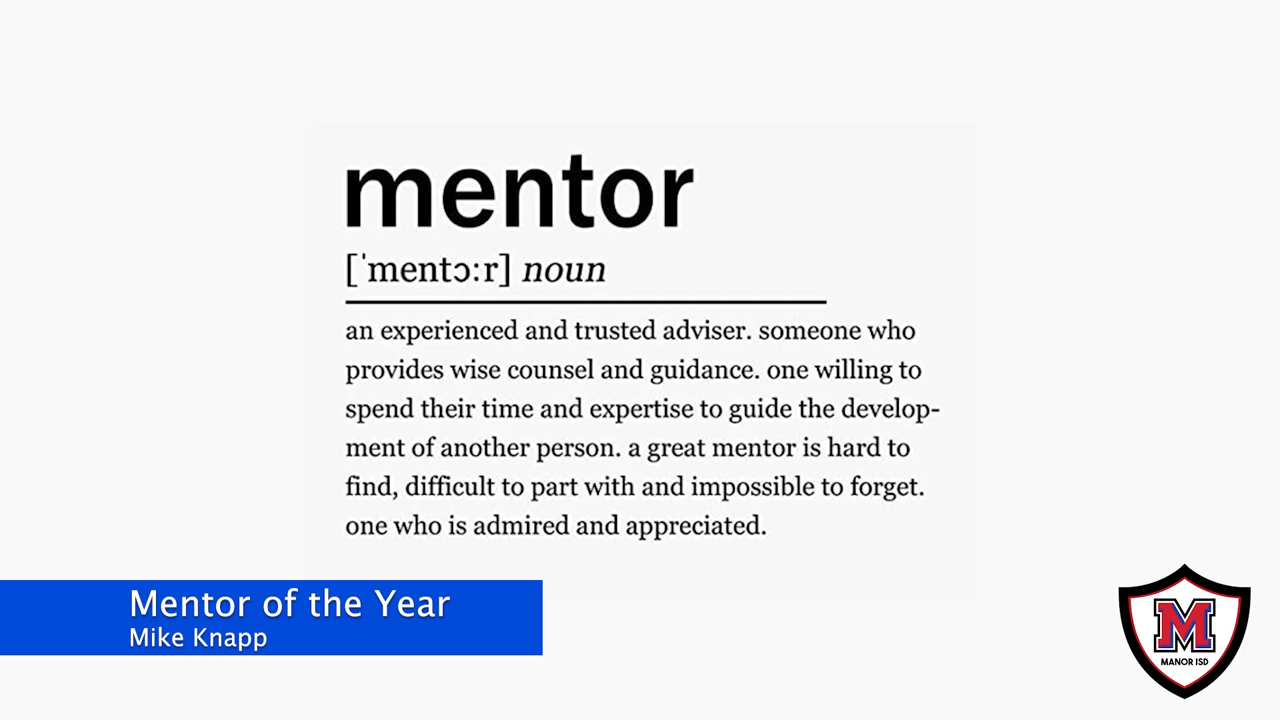 mentor
[ˈmentɔ:r] noun
an experienced and trusted adviser. someone who
provides wise counsel and guidance. one willing to
spend their time and expertise to guide the develop-
ment of another person. a great mentor is hard to
find, difficult to part with and impossible to forget.
one who is admired and appreciated.
Mentor of the Year
Mike Knapp
M
MANOR ISD